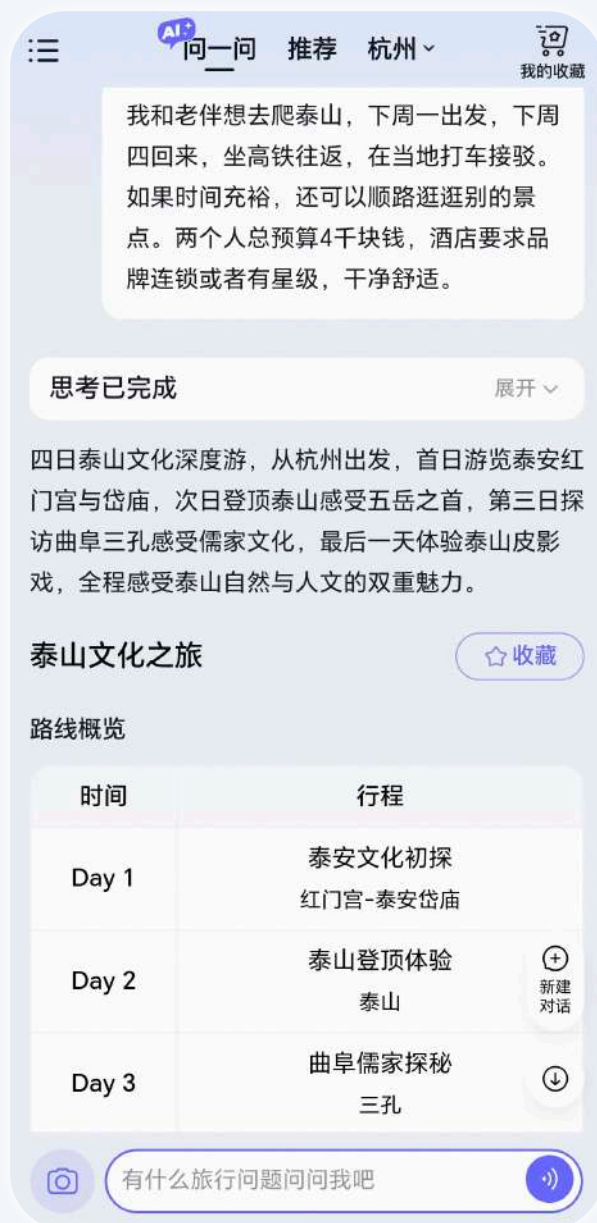 AI+
问一问 推荐 杭州
我的收藏
我和老伴想去爬泰山，下周一出发，下周
四回来，坐高铁往返，在当地打车接驳。
如果时间充裕，还可以顺路逛逛别的景
点。两个人总预算4千块钱，酒店要求品
牌连锁或者有星级，干净舒适。
思考已完成 展开
四日泰山文化深度游，从杭州出发，首日游览泰安红
门宫与岱庙，次日登顶泰山感受五岳之首，第三日探
访曲阜三孔感受儒家文化，最后一天体验泰山皮影
戏，全程感受泰山自然与人文的双重魅力。
泰山文化之旅 收藏
路线概览
时间 行程
Day 1 泰安文化初探
红门宫-泰安岱庙
Day 2 泰山登顶体验
泰山
新建
对话
Day 3 曲阜儒家探秘
三孔
有什么旅行问题问问我吧